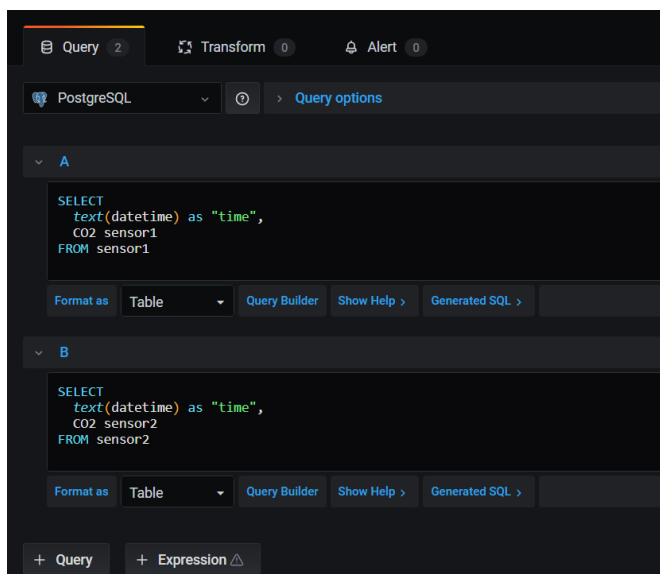 Query 2 Transform 0 Alert 0
PostgreSQL Query options
A
SELECT
text(datetime) as "time",
CO2 sensor1
FROM sensor1
Format as Table Query Builder Show Help > Generated SQL >
B
SELECT
text(datetime) as "time",
CO2 sensor2
FROM sensor2
Format as Table Query Builder Show Help > Generated SQL >
+ Query + Expression